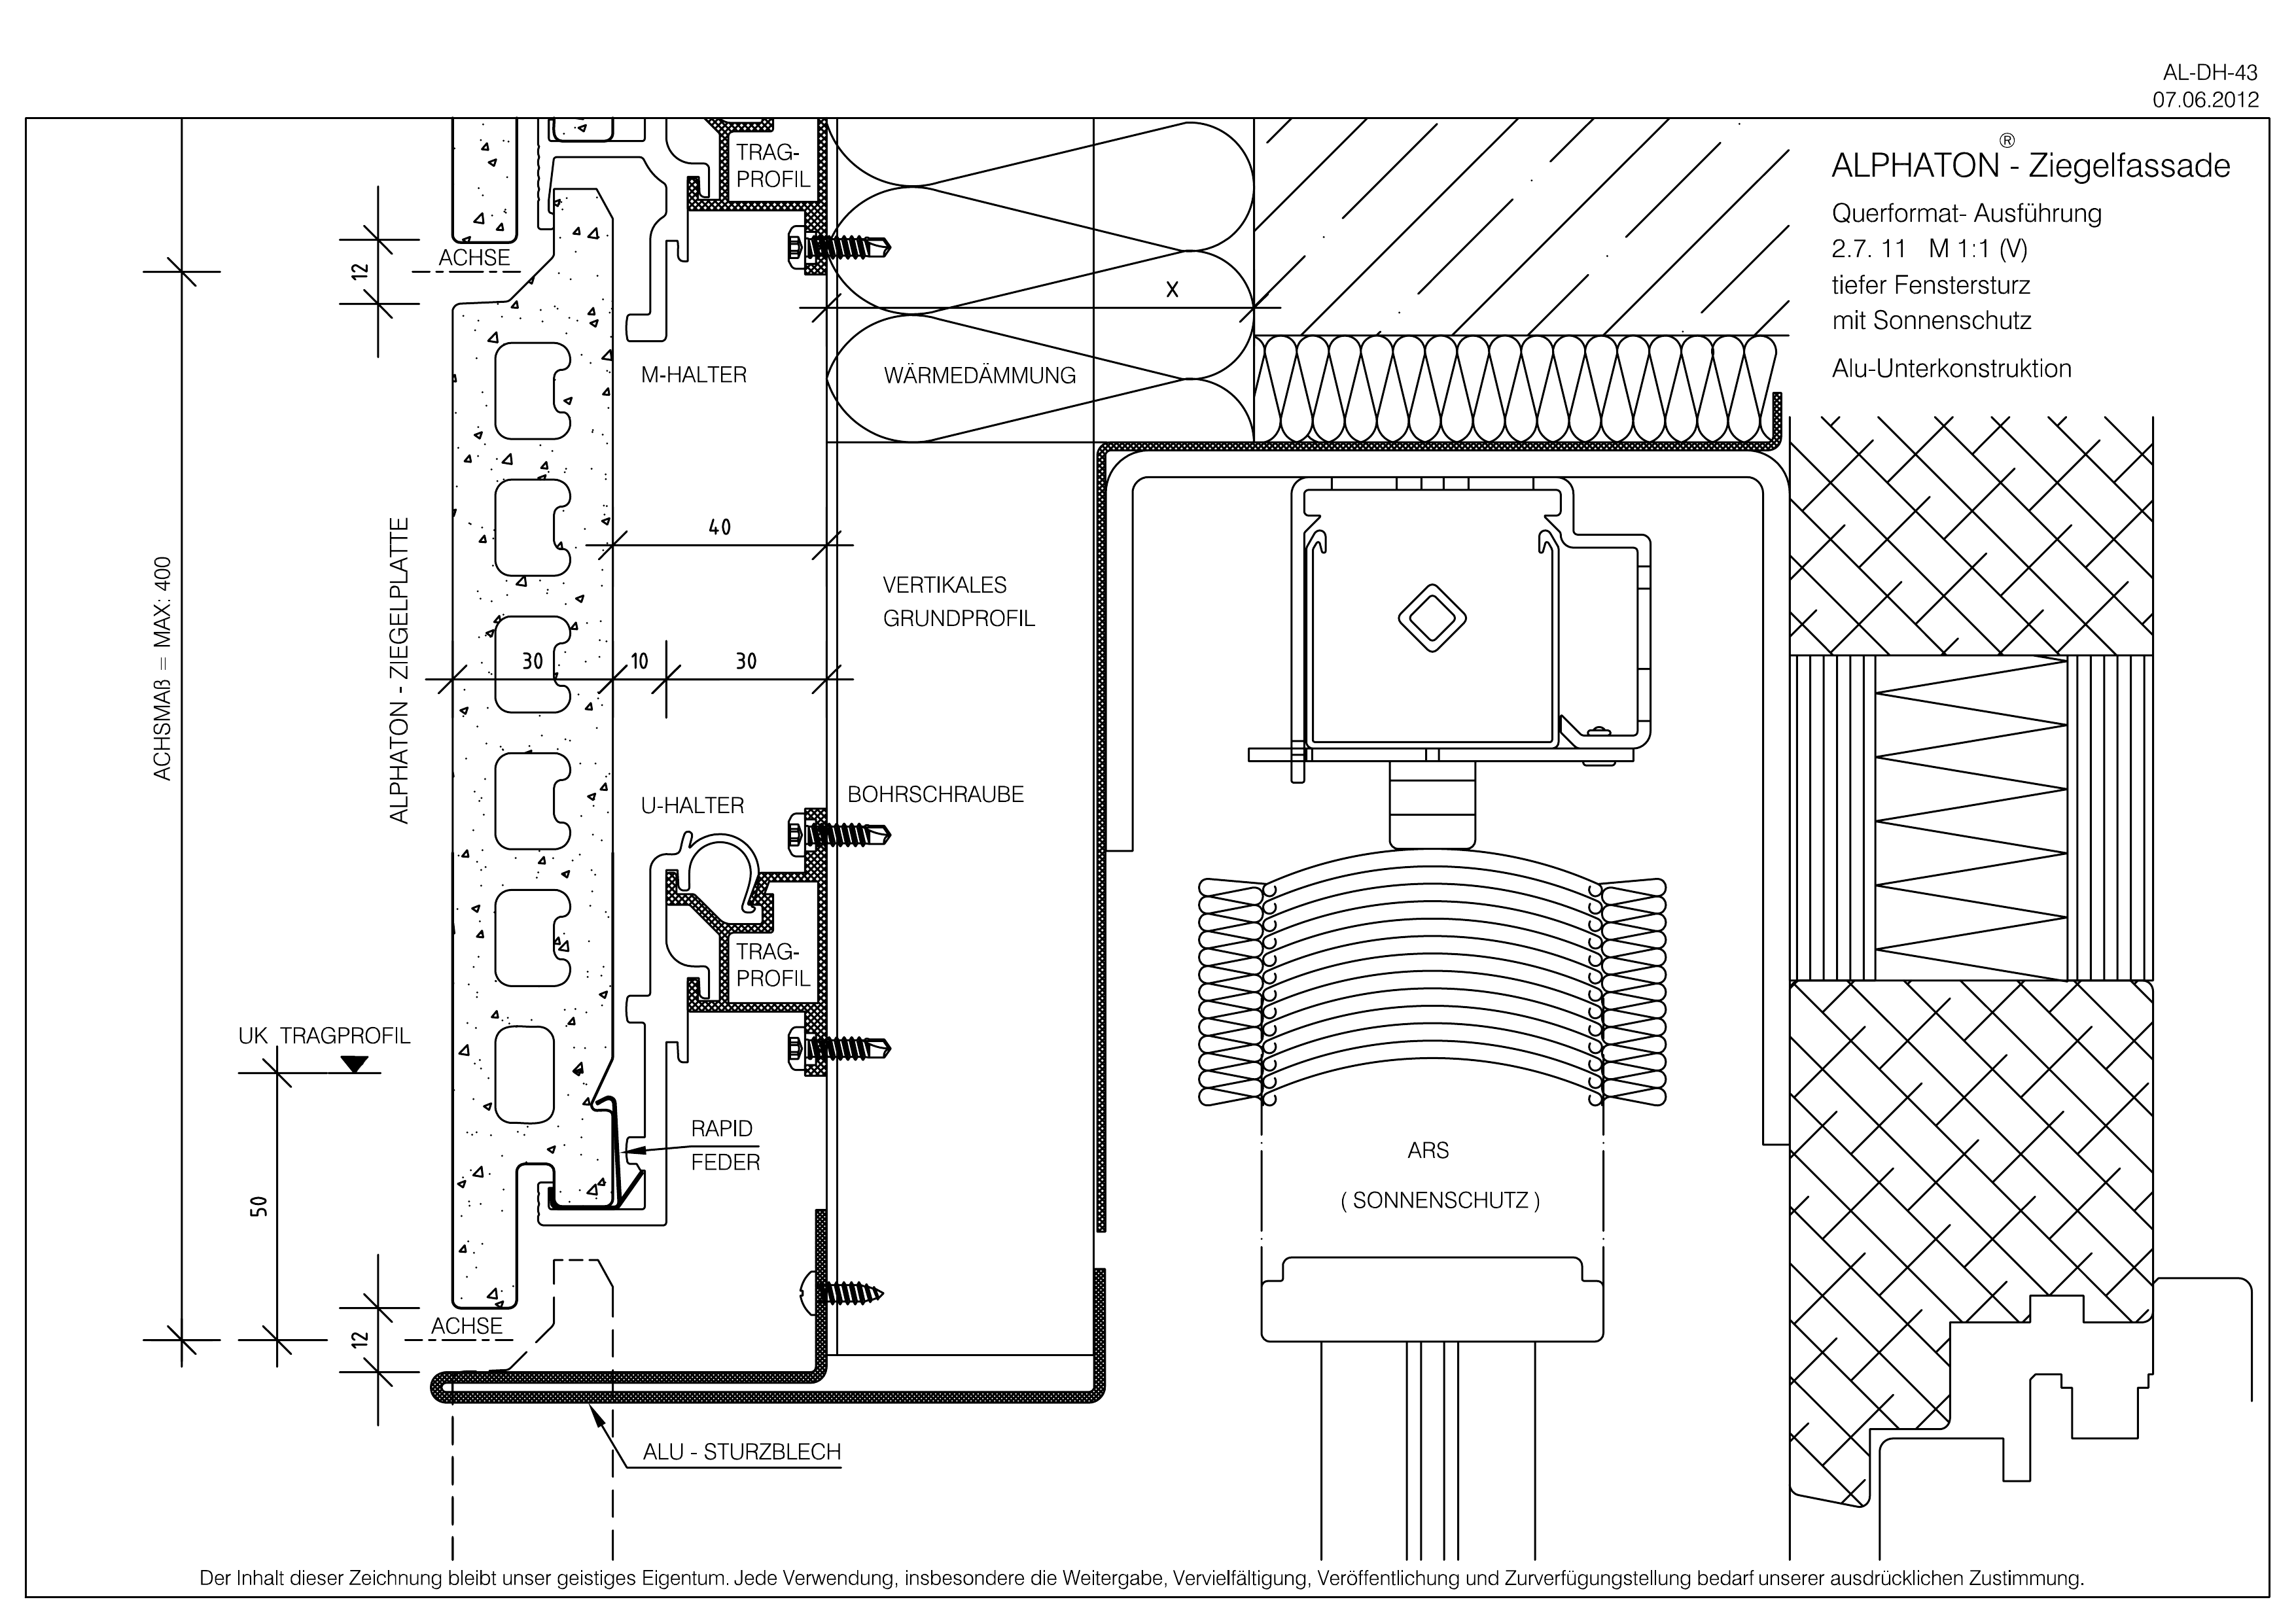 AL-DH-43
07.06.2012
ALPHATON® - Ziegelfassade
Querformat- Ausführung
2.7. 11 M 1:1 (V)
tiefer Fenstersturz
mit Sonnenschutz
Alu-Unterkonstruktion
TRAG-
PROFIL
ACHSE
12
X
M-HALTER
WÄRMEDÄMMUNG
40
ACHSMAß = MAX: 400
ALPHATON - ZIEGELPLATTE
VERTIKALES
GRUNDPROFIL
30
10
30
U-HALTER
BOHRSCHRAUBE
TRAG-
PROFIL
UK TRAGPROFIL
RAPID
FEDER
50
ARS
( SONNENSCHUTZ )
ACHSE
12
ALU - STURZBLECH
Der Inhalt dieser Zeichnung bleibt unser geistiges Eigentum. Jede Verwendung, insbesondere die Weitergabe, Vervielfältigung, Veröffentlichung und Zurverfügungstellung bedarf unserer ausdrücklichen Zustimmung.